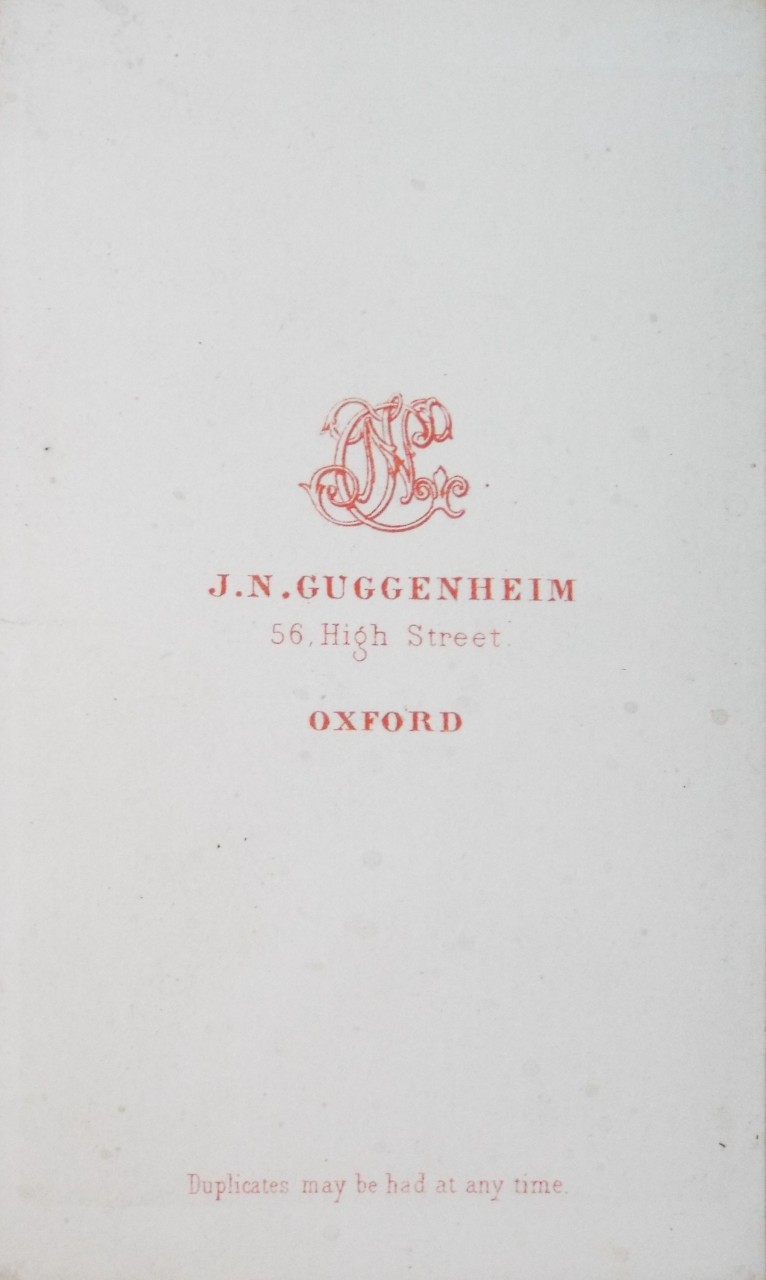 J.N.GUGGENHEIM
56, High Street.
OXFORD
Duplicates may be had at any time.